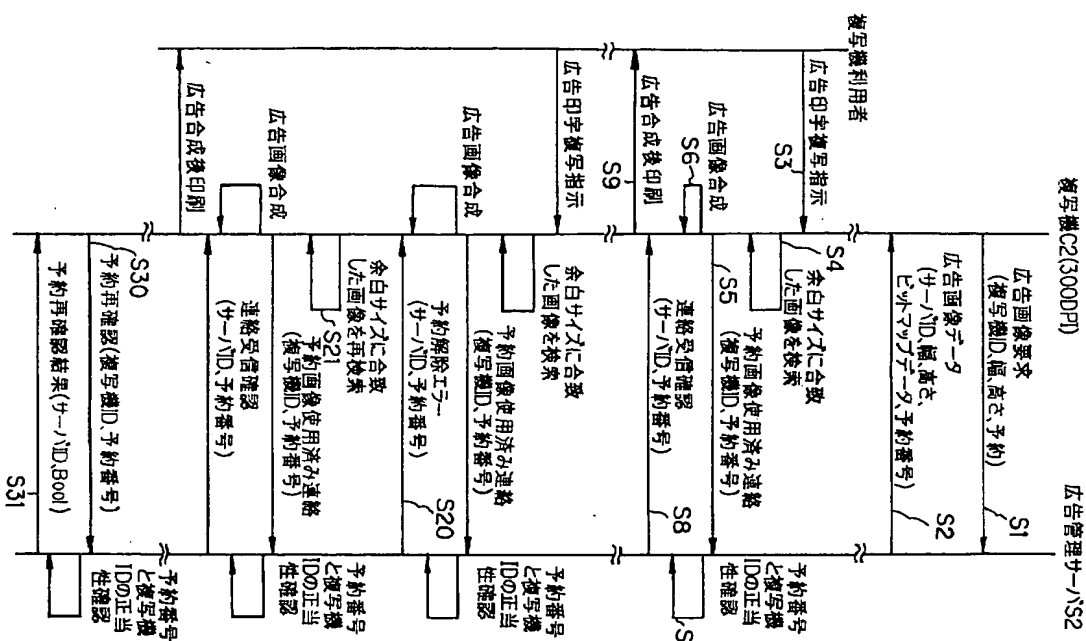 複写機利用者
複写機C2(300DPI)
広告管理サーバS2
広告画像要求
(複写機ID、幅、高さ、予約)
S1
広告画像データ
(サーバID、幅、高さ、
ビットマップデータ、予約番号)
S2
広告印字複写指示
S3
余白サイズに合致
した画像を検索
S4
予約画像使用済み連絡
(複写機ID、予約番号)
S5
予約番号
と複写機
IDの正当
性確認
S
広告画像合成
S6
連絡受信確認
(サーバID、予約番号)
S8
広告合成後印刷
S9
広告印字複写指示
余白サイズに合致
した画像を検索
予約画像使用済み連絡
(複写機ID、予約番号)
予約番号
と複写機
IDの正当
性確認
予約解除エラー
(サーバID、予約番号)
S20
広告画像合成
余白サイズに合致
した画像を再検索
S21
予約画像使用済み連絡
(複写機ID、予約番号)
予約番号
と複写機
IDの正当
性確認
連絡受信確認
(サーバID、予約番号)
広告画像合成
広告合成後印刷
予約再確認(複写機ID、予約番号)
S30
予約番号
と複写機
IDの正当
性確認
予約再確認結果(サーバID、Bool)
S31